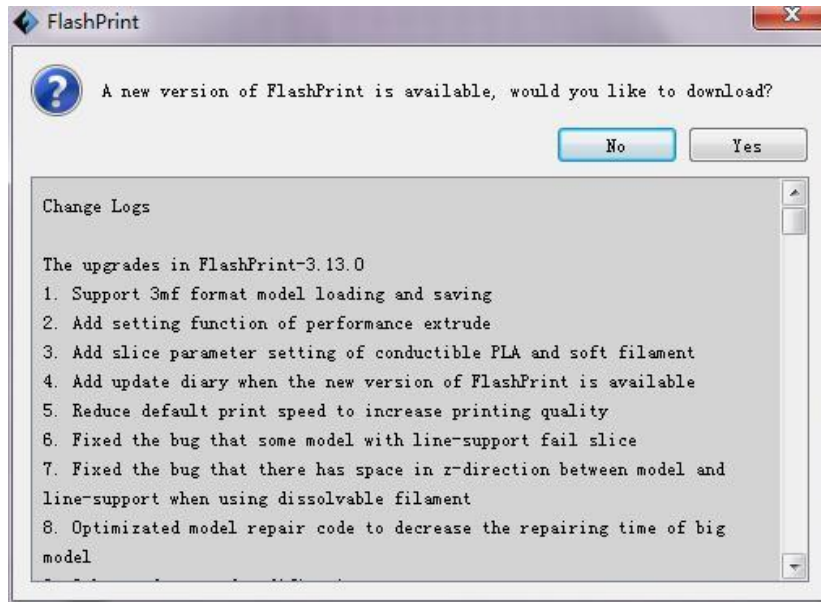 FlashPrint
A new version of FlashPrint is available, would you like to download?
No
Yes
Change Logs
The upgrades in FlashPrint-3.13.0
1. Support 3mf format model loading and saving
2. Add setting function of performance extrude
3. Add slice parameter setting of conductible PLA and soft filament
4. Add update diary when the new version of FlashPrint is available
5. Reduce default print speed to increase printing quality
6. Fixed the bug that some model with line-support fail slice
7. Fixed the bug that there has space in z-direction between model and
line-support when using dissolvable filament
8. Optimizated model repair code to decrease the repairing time of big
model